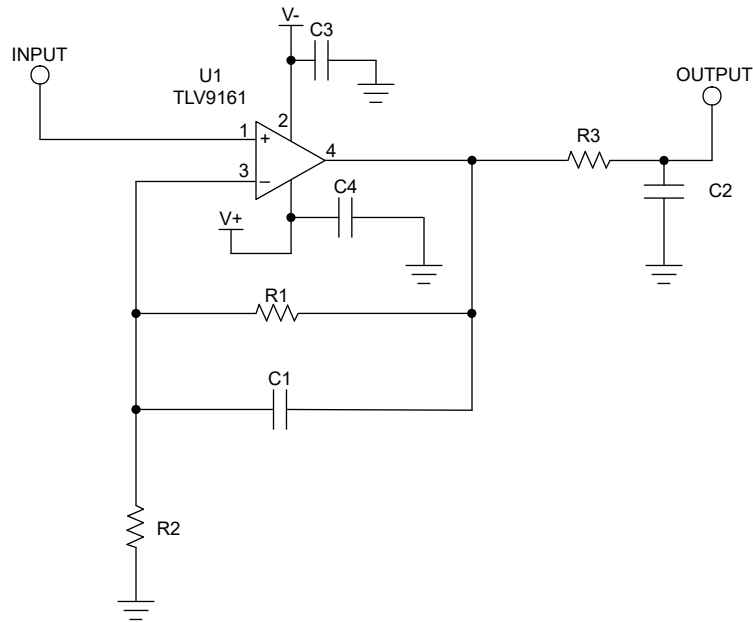 V-
C3
INPUT
U1
TLV9161
OUTPUT
2
1
+
3
–
4
R3
C4
C2
V+
R1
C1
R2